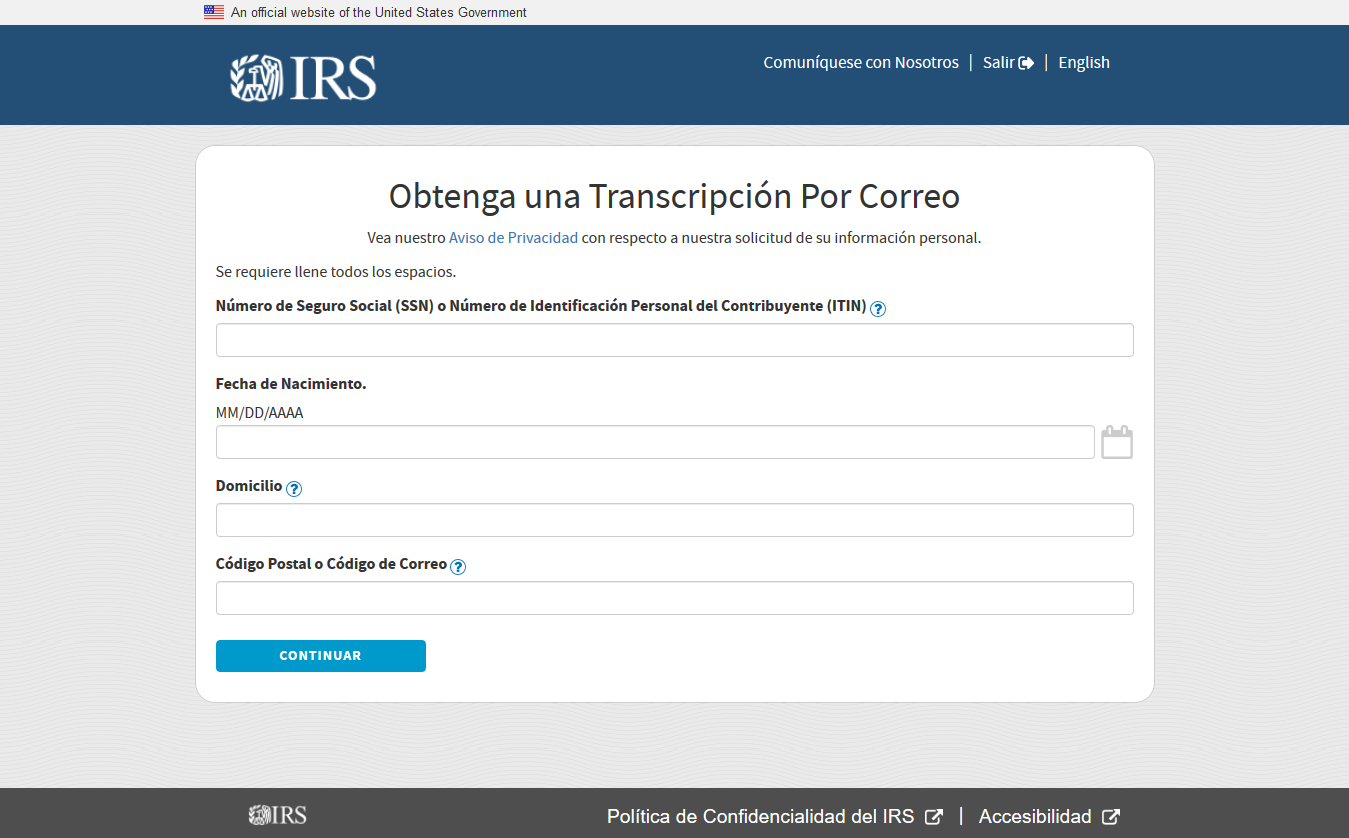 An official website of the United States Government
IRS
Comuníquese con Nosotros | Salir | English
Obtenga una Transcripción Por Correo
Vea nuestro Aviso de Privacidad con respecto a nuestra solicitud de su información personal.
Se requiere llene todos los espacios.
Número de Seguro Social (SSN) o Número de Identificación Personal del Contribuyente (ITIN) ?
Fecha de Nacimiento.
MM/DD/AAAA
Domicilio ?
Código Postal o Código de Correo ?
CONTINUAR
IRS
Política de Confidencialidad del IRS | Accesibilidad